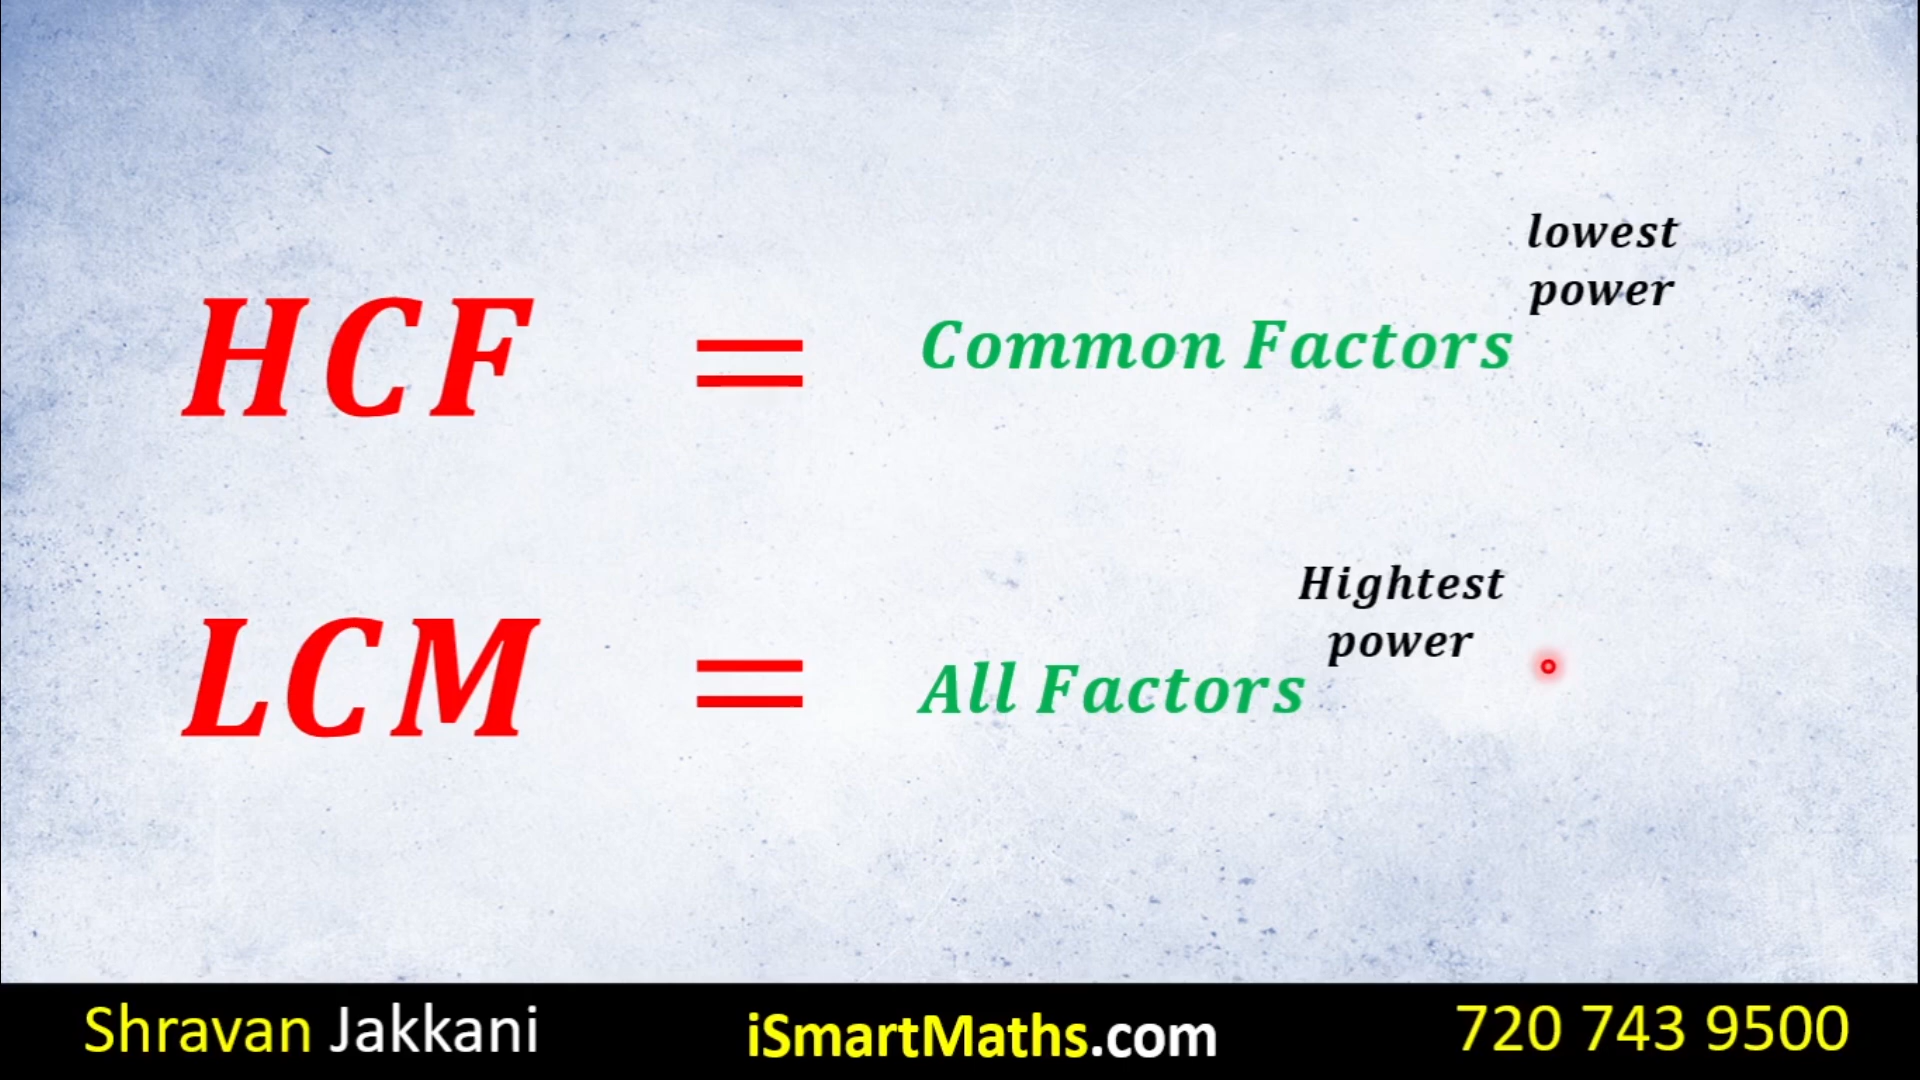 lowest
power
HCF = Common Factors
Hightest
power
LCM = All Factors
Shravan Jakkani iSmartMaths.com 720 743 9500